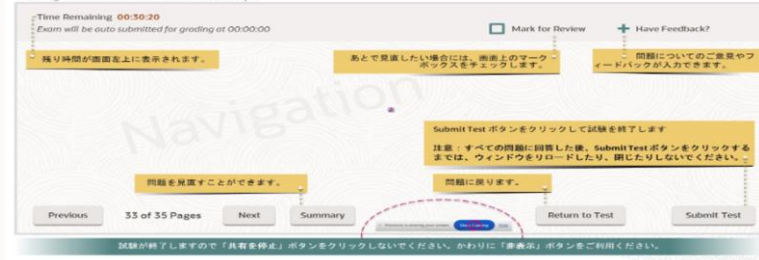 Time Remaining 00:30:20
Exam will be auto submitted for grading at 00:00:00
Mark for Review
Have Feedback?
残り時間が画面左上に表示されます。
あとで見直したい場合には、画面上のマーク
ボックスをチェックします。
問題についてのご意見やフ
ィードバックが入力できます。
Navigation
Submit Test ボタンをクリックして試験を終了します
注意：すべての問題に回答した後、Submit Test ボタンをクリックする
までは、ウィンドウをリロードしたり、閉じたりしないでください。
問題を見直すことができます。
問題に戻ります。
Previous
33 of 35 Pages
Next
Summary
Return to Test
Submit Test
試験が終了しますので「共有を停止」ボタンをクリックしないでください。かわりに「非表示」ボタンをご利用ください。